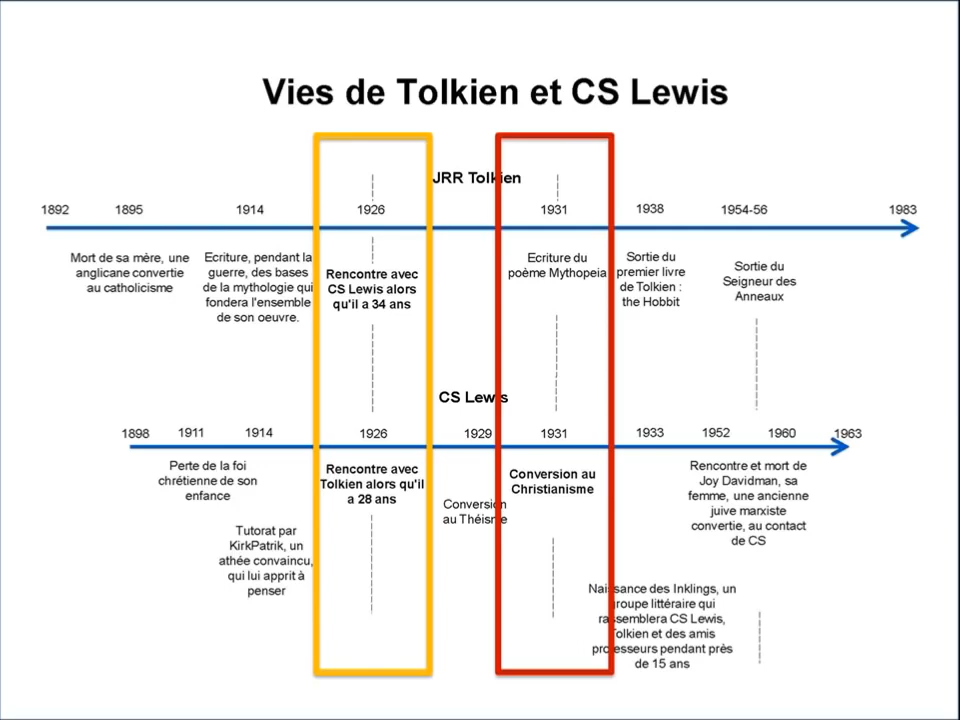 Vies de Tolkien et CS Lewis
JRR Tolkien
1892
1895
1914
1926
1931
1938
1954-56
1983
Mort de sa mère, une
anglicane convertie
au catholicisme
Ecriture, pendant la
guerre, des bases
de la mythologie qui
fondera l'ensemble
de son oeuvre.
Rencontre avec
CS Lewis alors
qu'il a 34 ans
Ecriture du
poème Mythopeia
Sortie du
premier livre
de Tolkien :
the Hobbit
Sortie du
Seigneur des
Anneaux
CS Lewis
1898
1911
1914
1926
1929
1931
1933
1952
1960
1963
Perte de la foi
chrétienne de son
enfance
Tutorat par
KirkPatrik, un
athée convaincu,
qui lui apprit à
penser
Rencontre avec
Tolkien alors qu'il
a 28 ans
Conversion
au Théisme
Conversion au
Christianisme
Naissance des Inklings, un
groupe littéraire qui
rassemblera CS Lewis,
Tolkien et des amis
professeurs pendant près
de 15 ans
Rencontre et mort de
Joy Davidman, sa
femme, une ancienne
juive marxiste
convertie, au contact
de CS